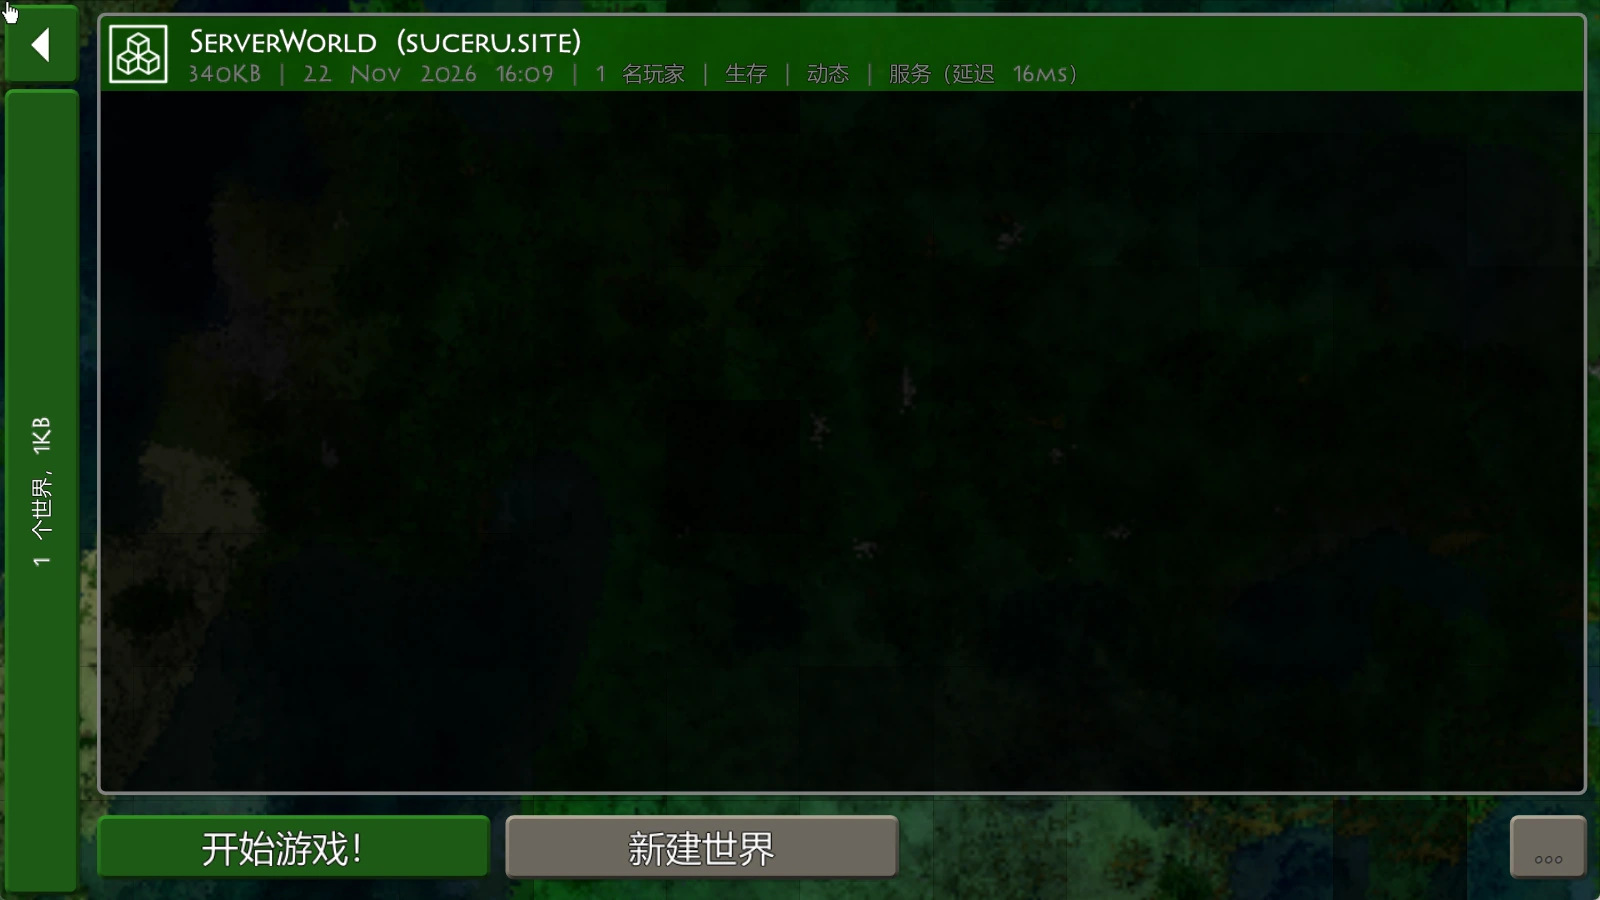 ServerWorld (suceru.site)
340KB | 22 Nov 2026 16:09 | 1 名玩家 | 生存 | 动态 | 服务 (延迟 16ms)
1 个世界, 1KB
开始游戏!
新建世界
...